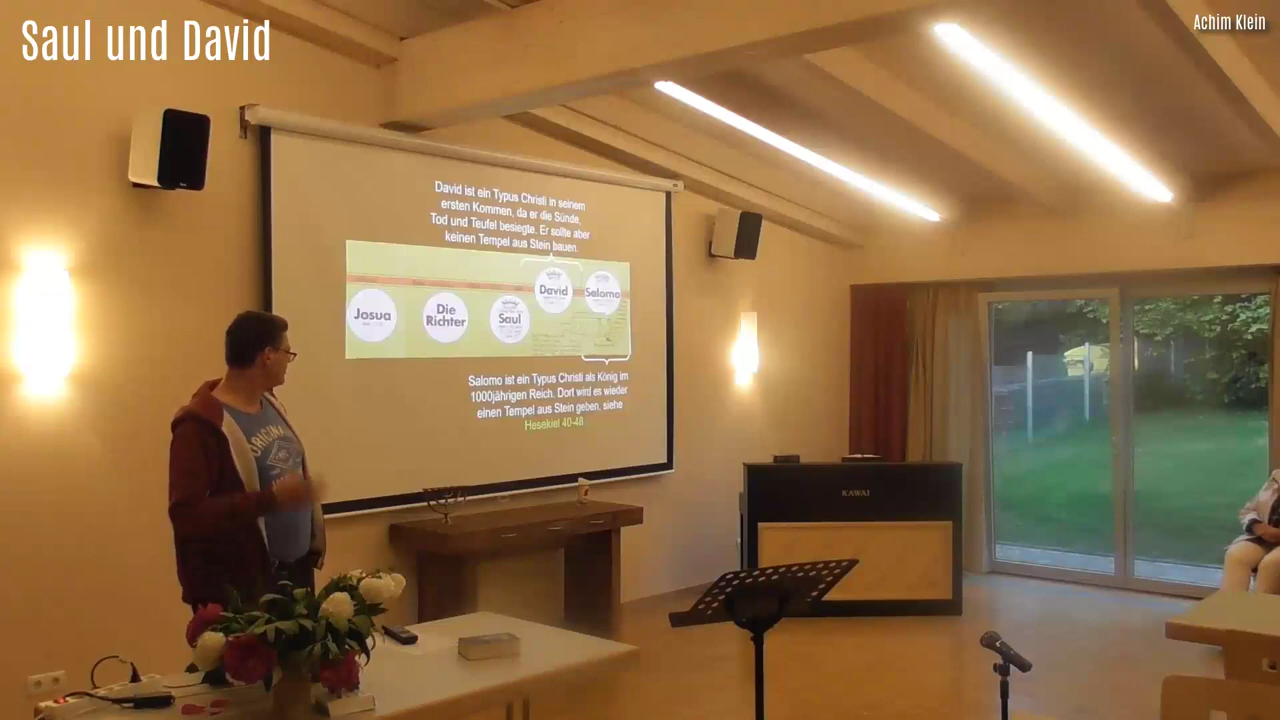 Saul und David
Achim Klein
David ist ein Typus Christi in seinem
ersten Kommen, da er die Sünde,
Tod und Teufel besiegte. Er sollte aber
keinen Tempel aus Stein bauen.
Josua
Die
Richter
Saul
David
Salomo
Salomo ist ein Typus Christi als König im
1000jährigen Reich. Dort wird es wieder
einen Tempel aus Stein geben, siehe
Hesekiel 40-48
ORIGINA
KAWAI